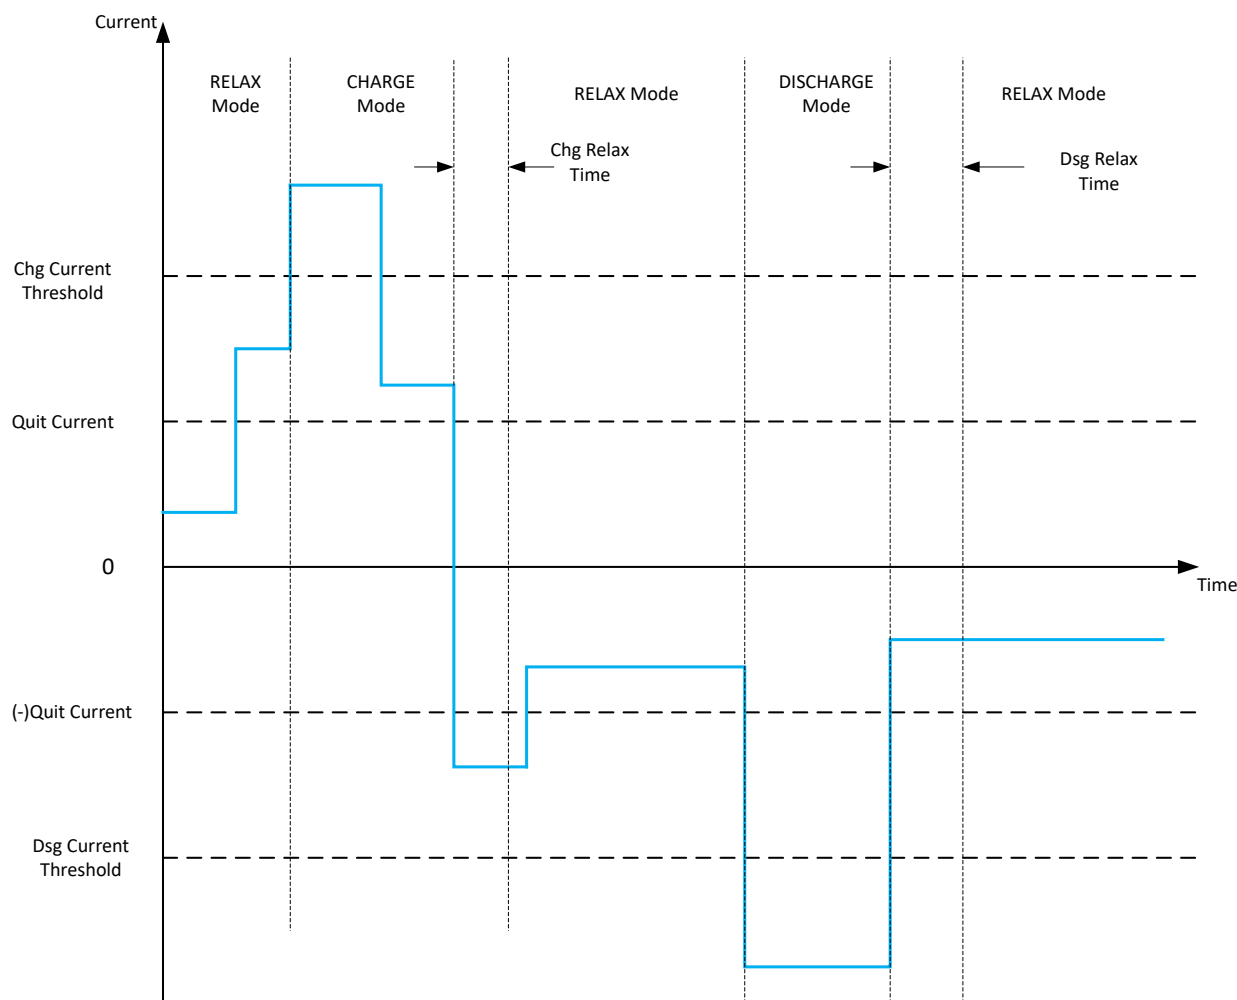 Current
RELAX
Mode
CHARGE
Mode
RELAX Mode
DISCHARGE
Mode
RELAX Mode
Chg Relax
Time
Dsg Relax
Time
Chg Current
Threshold
Quit Current
0
Time
(-)Quit Current
Dsg Current
Threshold